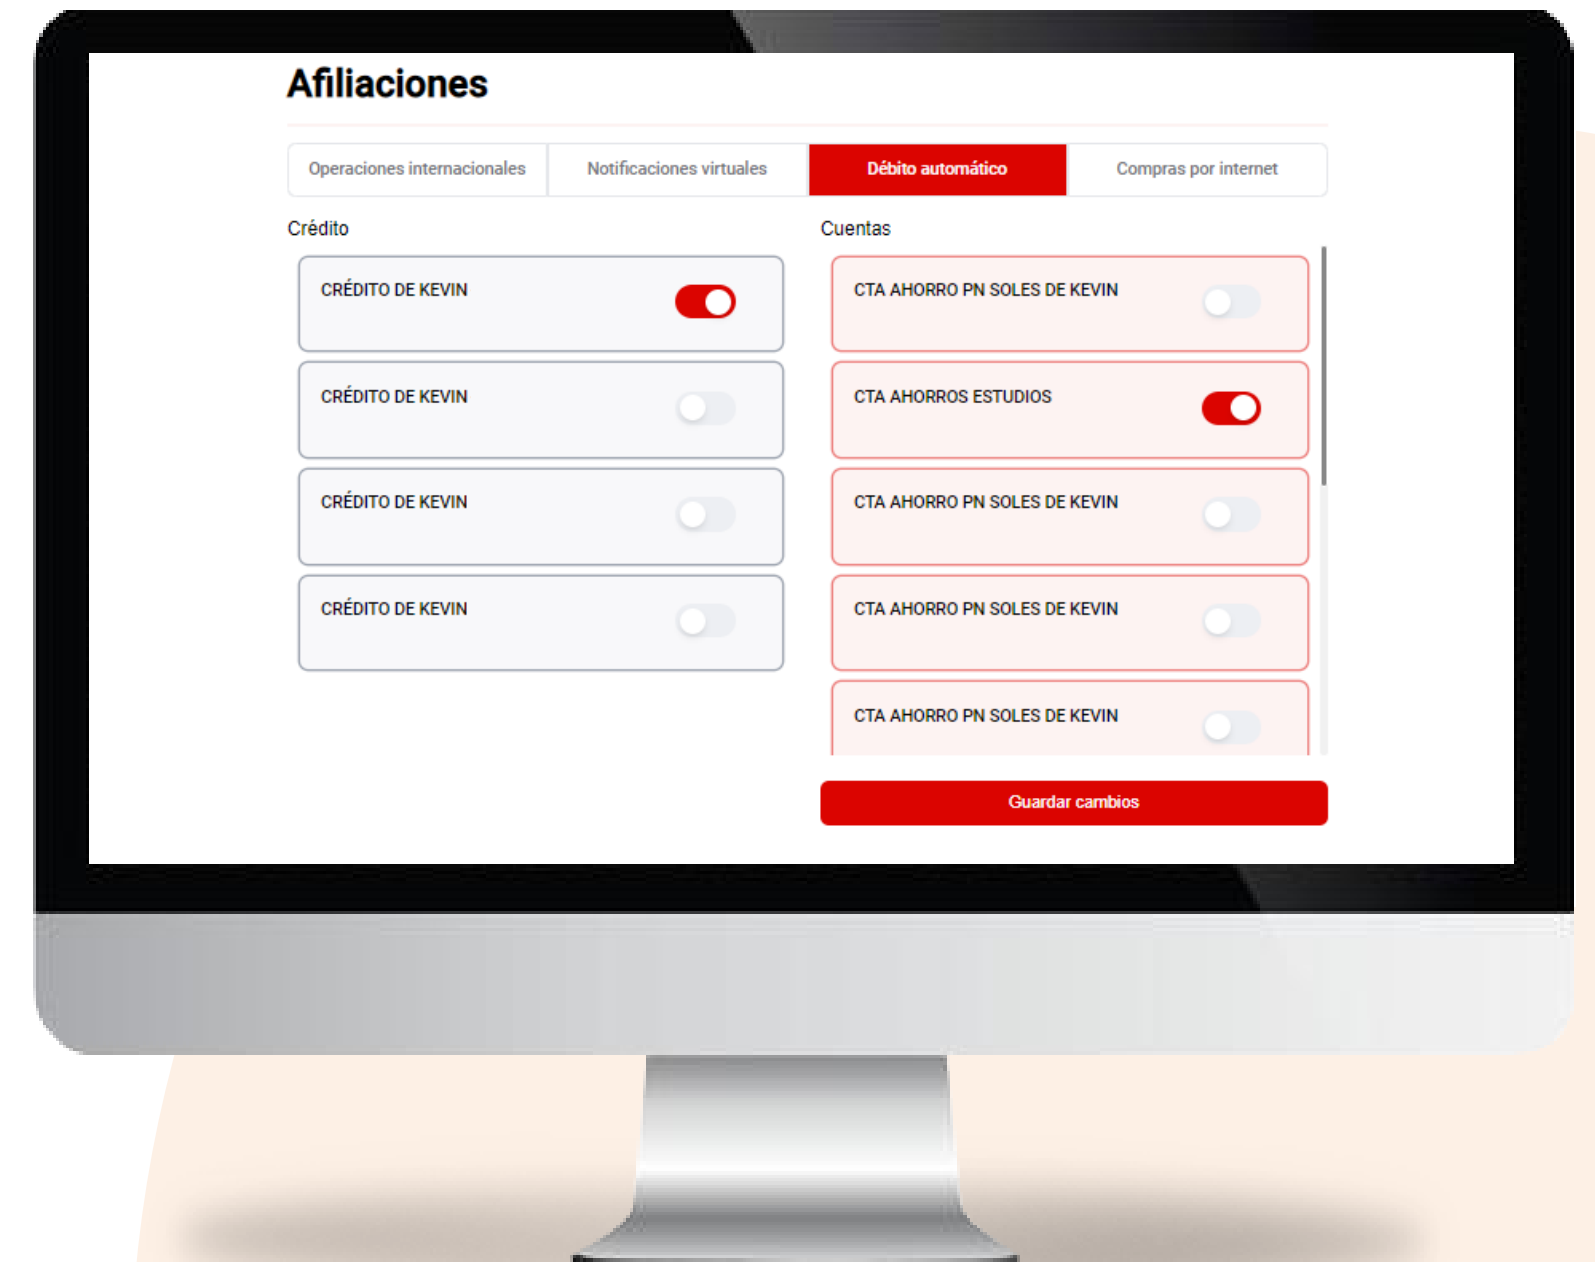 Afiliaciones
Operaciones internacionales
Notificaciones virtuales
Débito automático
Compras por internet
Crédito
CRÉDITO DE KEVIN
CRÉDITO DE KEVIN
CRÉDITO DE KEVIN
CRÉDITO DE KEVIN
Cuentas
CTA AHORRO PN SOLES DE KEVIN
CTA AHORROS ESTUDIOS
CTA AHORRO PN SOLES DE KEVIN
CTA AHORRO PN SOLES DE KEVIN
CTA AHORRO PN SOLES DE KEVIN
Guardar cambios